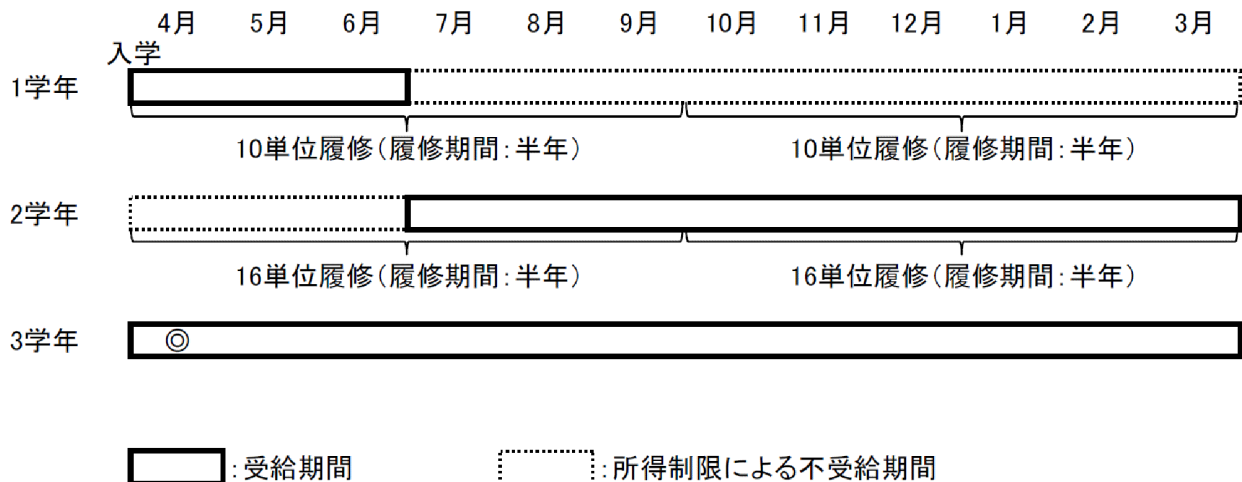 4月 5月 6月 7月 8月 9月 10月 11月 12月 1月 2月 3月
入学
1学年
10単位履修(履修期間:半年) 10単位履修(履修期間:半年)
2学年
16単位履修(履修期間:半年) 16単位履修(履修期間:半年)
3学年 ◎
:受給期間 :所得制限による不受給期間